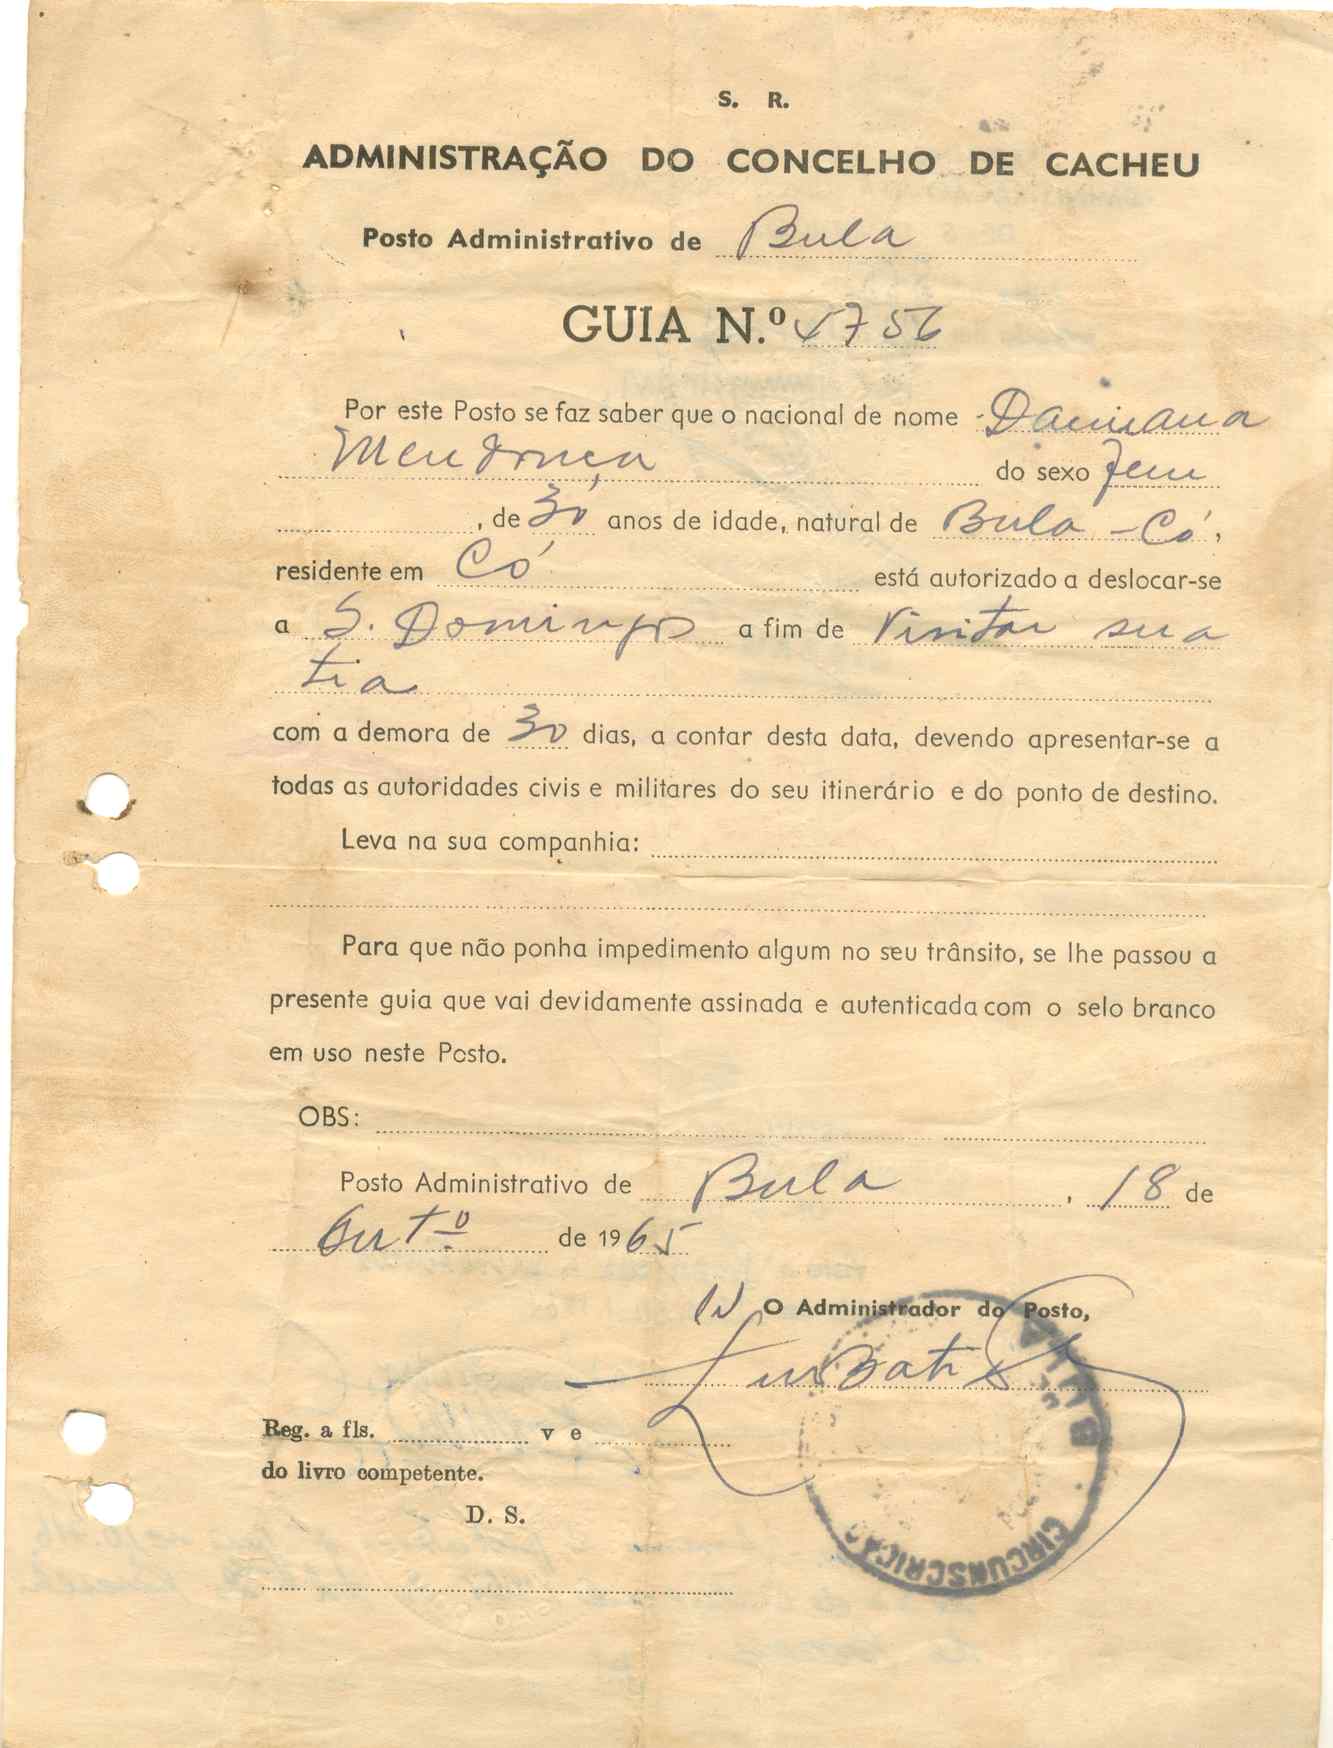 S. R.
ADMINISTRAÇÃO DO CONCELHO DE CACHEU
Posto Administrativo de Bula
GUIA N.º 4756
Por este Posto se faz saber que o nacional de nome Damiana
Mendonça do sexo Fem
, de 30 anos de idade, natural de Bula - Có,
residente em Có está autorizado a deslocar-se
a S. Domingos a fim de Visitar sua
tia
com a demora de 30 dias, a contar desta data, devendo apresentar-se a
todas as autoridades civis e militares do seu itinerário e do ponto de destino.
Leva na sua companhia:
Para que não ponha impedimento algum no seu trânsito, se lhe passou a
presente guia que vai devidamente assinada e autenticada com o selo branco
em uso neste Posto.
OBS:
Posto Administrativo de Bula, 18 de
de 1965
O Administrador do Posto,
Reg. a fls. v e
do livro competente.
D. S.
BULA
CIRCUNSCRIÇÃO